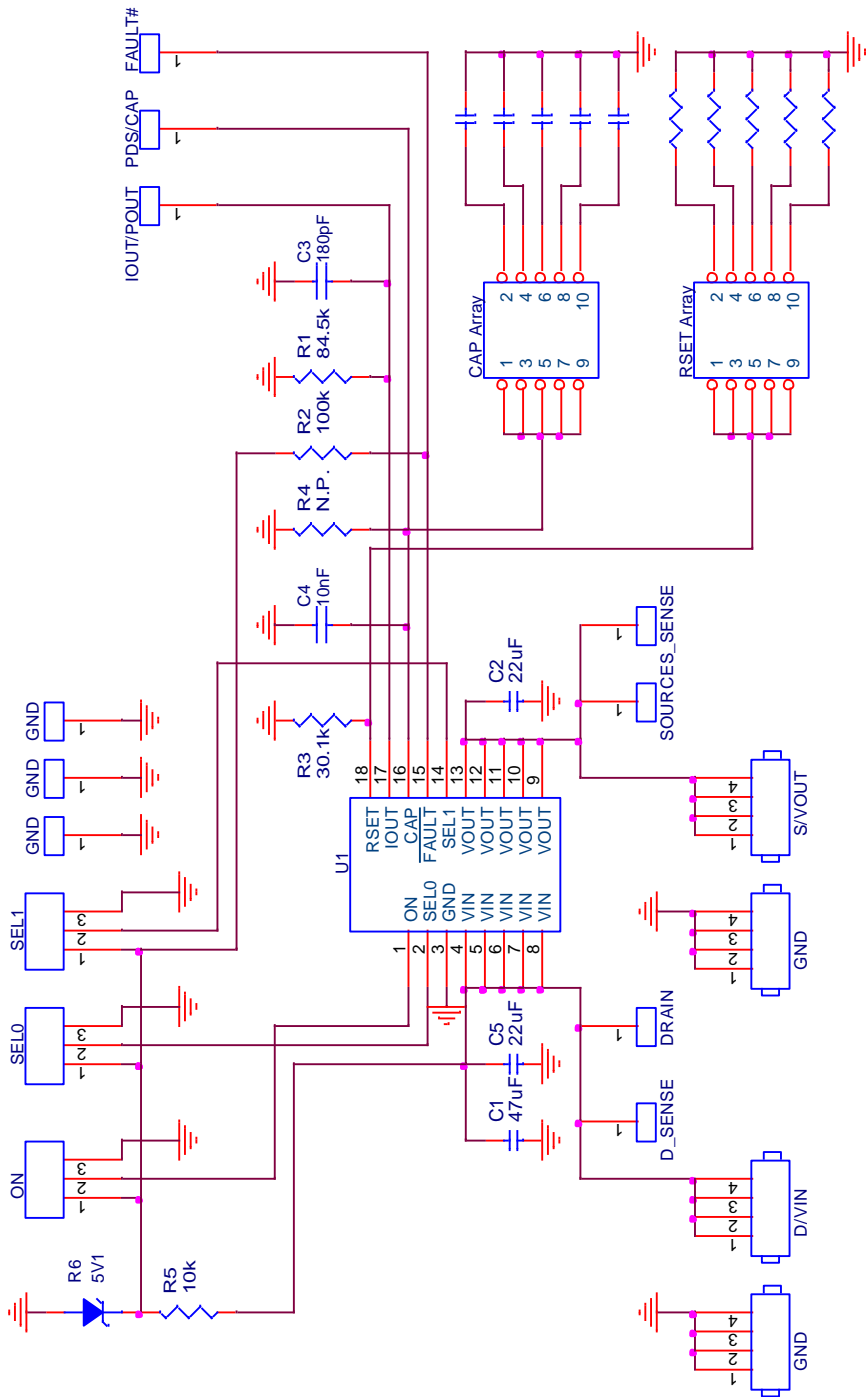 FAULT#
1
PDS/CAP
1
IOUT/POUT
1
C3
180pF
R1
84.5k
R2
100k
R4
N.P.
C4
10nF
R3
30.1k
GND
1
GND
1
GND
1
SEL1
1
2
3
SEL0
1
2
3
ON
1
2
3
R6
5V1
R5
10k
CAP Array
1
3
5
7
9
2
4
6
8
10
RSET Array
1
3
5
7
9
2
4
6
8
10
U1
1
2
3
4
5
6
7
8
ON
SEL0
GND
VIN
VIN
VIN
VIN
VIN
RSET
IOUT
CAP
FAULT
SEL1
VOUT
VOUT
VOUT
VOUT
VOUT
18
17
16
15
14
13
12
11
10
9
C2
22uF
C5
22uF
C1
47uF
SOURCES_SENSE
1
1
DRAIN
1
D_SENSE
1
S/VOUT
1
2
3
4
GND
1
2
3
4
D/VIN
1
2
3
4
GND
1
2
3
4